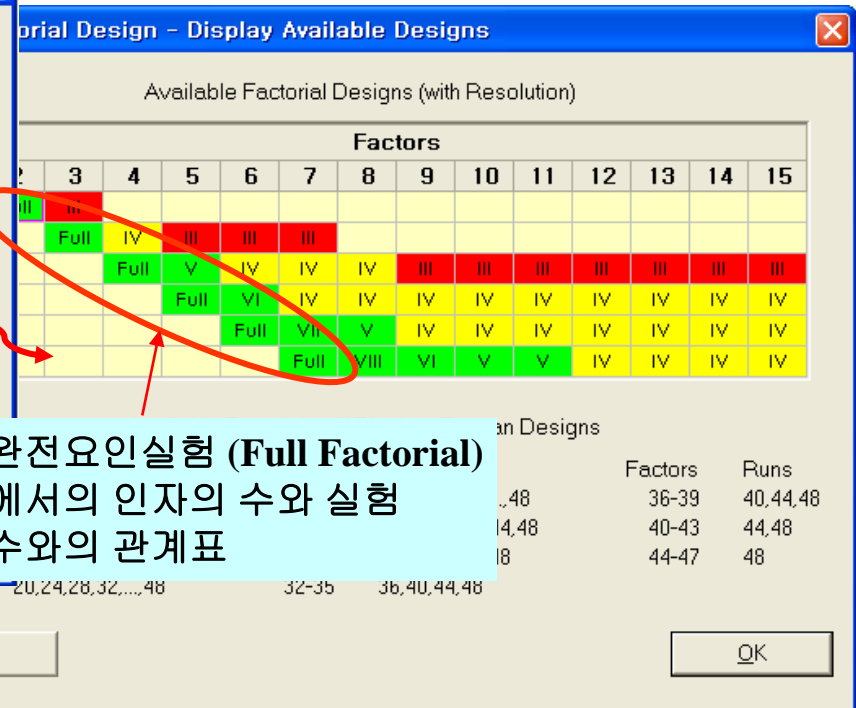 orial Design – Display Available Designs
Available Factorial Designs (with Resolution)
Factors
2 3 4 5 6 7 8 9 10 11 12 13 14 15
ull III
Full IV III III III
Full V IV IV IV III III III III III III III
Full VI IV IV IV IV IV IV IV IV IV
Full VII V IV IV IV IV IV IV IV
Full VIII VI V V IV IV IV IV
an Designs
완전요인실험 (Full Factorial)
에서의 인자의 수와 실험
수와의 관계표
Factors Runs
.,48 36-39 40,44,48
44,48 40-43 44,48
48 44-47 48
20,24,28,32,...,48 32-35 36,40,44,48
OK